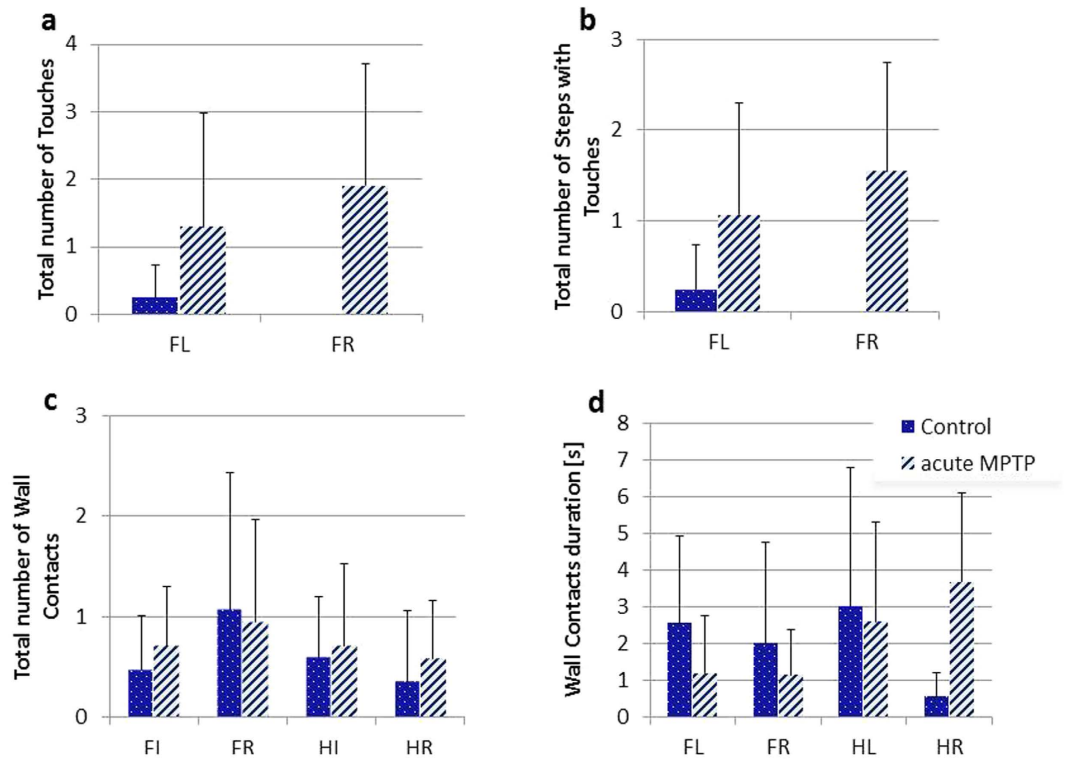 a
Total number of Touches
4
3
2
1
0
FL
FR
b
Total number of Steps with
Touches
3
2
1
0
FL
FR
c
Total number of Wall
Contacts
3
2
1
0
FI
FR
HI
HR
d
Wall Contacts duration [s]
8
7
6
5
4
3
2
1
0
FL
FR
HL
HR
Control
acute MPTP